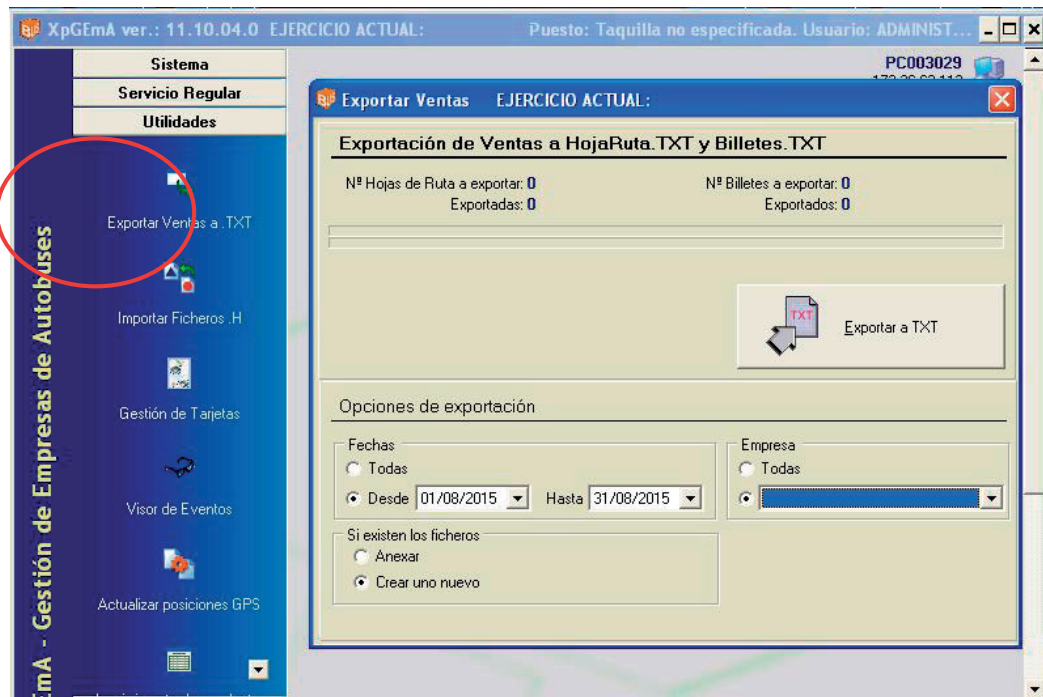 XpGEmA ver.: 11.10.04.0 EJERCICIO ACTUAL: Puesto: Taquilla no especificada. Usuario: ADMINIST...
Sistema
Servicio Regular
Utilidades
Exportar Ventas a .TXT
Importar Ficheros .H
Gestión de Tarjetas
Visor de Eventos
Actualizar posiciones GPS
EmA - Gestión de Empresas de Autobuses
PC003029
Exportar Ventas EJERCICIO ACTUAL:
Exportación de Ventas a HojaRuta.TXT y Billetes.TXT
Nº Hojas de Ruta a exportar: 0 Nº Billetes a exportar: 0
Exportadas: 0 Exportados: 0
TXT
Exportar a TXT
Opciones de exportación
Fechas
Todas
Desde 01/08/2015 Hasta 31/08/2015
Empresa
Todas
Si existen los ficheros
Anexar
Crear uno nuevo